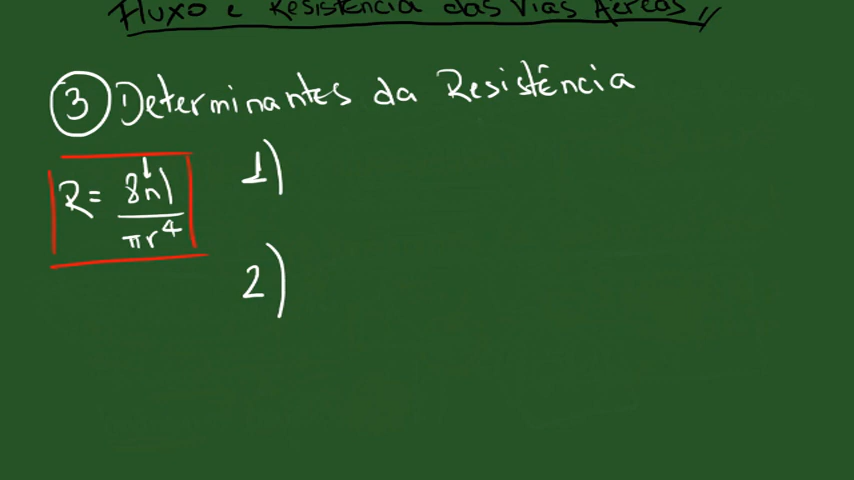 Fluxo e Resistência das Vias Aéreas
3 Determinantes da Resistência
R = 8nl / πr⁴
1)
2)